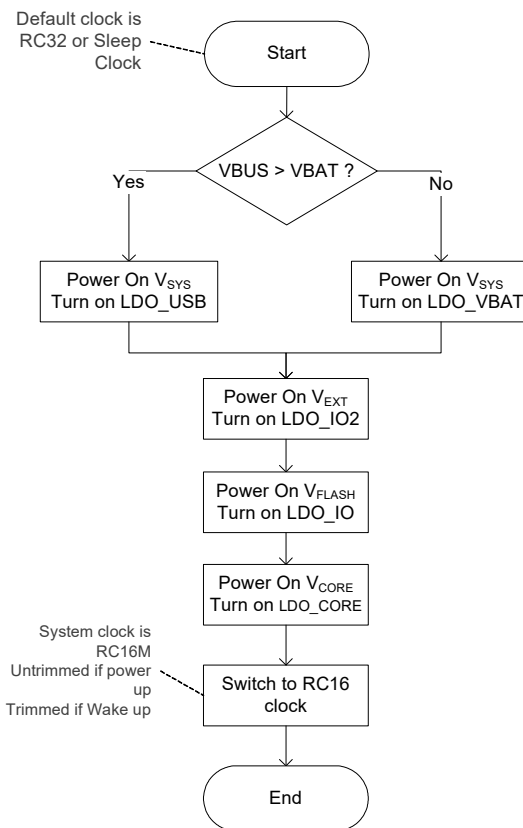 Default clock is
RC32 or Sleep
Clock
Start
VBUS > VBAT ?
Yes
No
Power On VSYS
Turn on LDO_USB
Power On VSYS
Turn on LDO_VBAT
Power On VEXT
Turn on LDO_IO2
Power On VFLASH
Turn on LDO_IO
Power On VCORE
Turn on LDO_CORE
System clock is
RC16M
Untrimmed if power
up
Trimmed if Wake up
Switch to RC16
clock
End